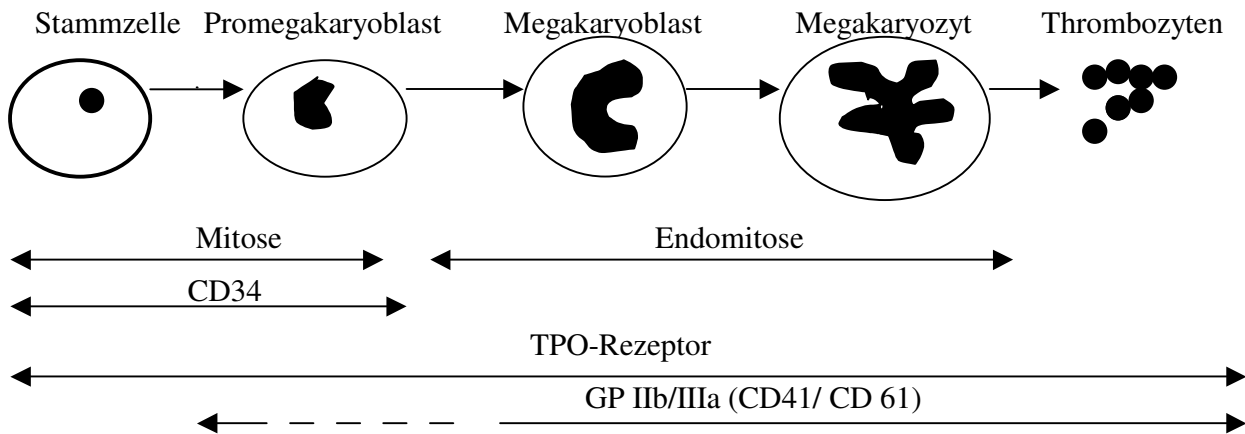 Stammzelle Promegakaryoblast Megakaryoblast Megakaryozyt Thrombozyten
Mitose Endomitose
CD34
TPO-Rezeptor
GP IIb/IIIa (CD41/ CD 61)